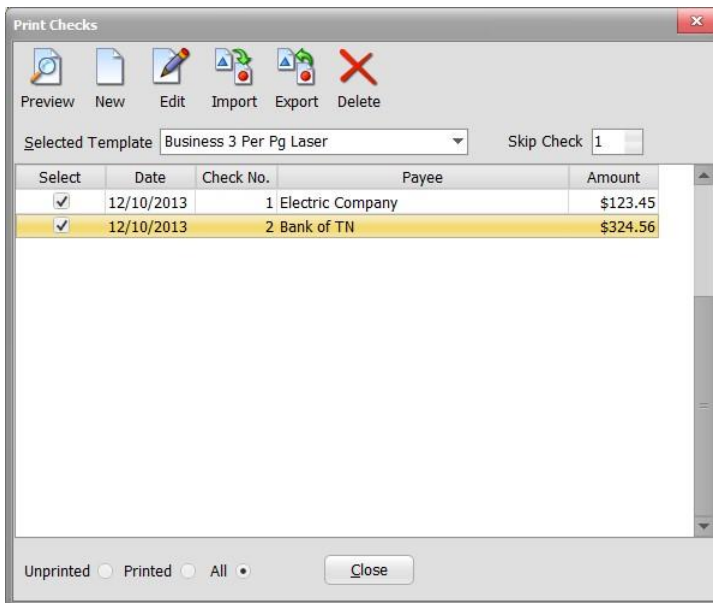 Print Checks
Preview New Edit Import Export Delete
Selected Template Business 3 Per Pg Laser Skip Check 1
Select Date Check No. Payee Amount
12/10/2013 1 Electric Company $123.45
12/10/2013 2 Bank of TN $324.56
Unprinted Printed All Close